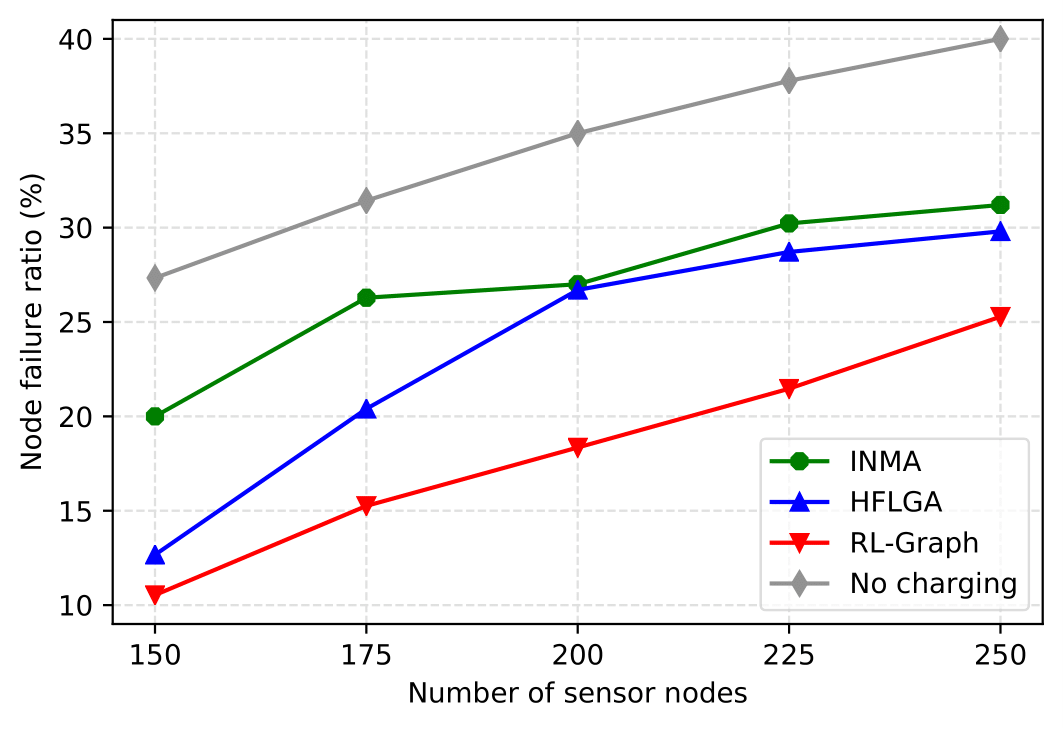 40
35
30
25
20
15
10
Node failure ratio (%)
INMA
HFLGA
RL-Graph
No charging
150 175 200 225 250
Number of sensor nodes